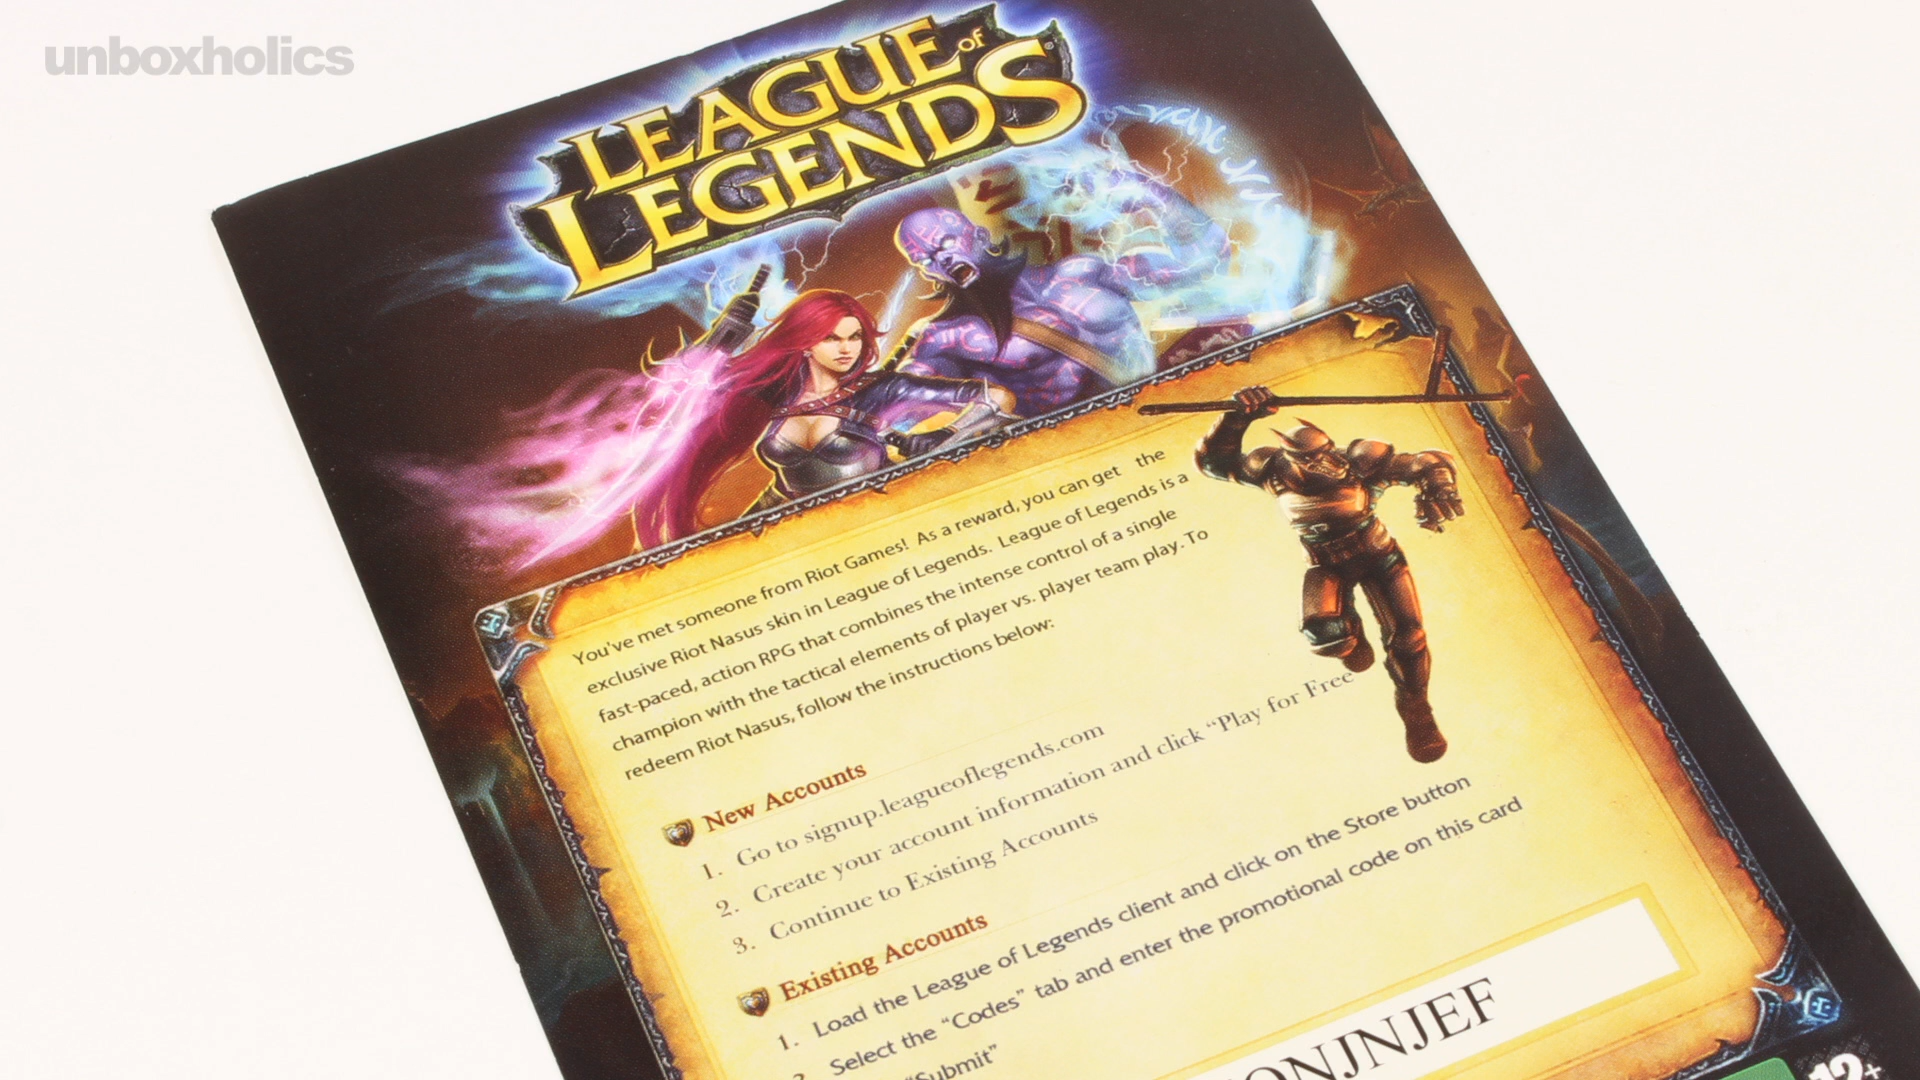 unboxholics
LEAGUE of
LEGENDS
You've met someone from Riot Games! As a reward, you can get the
exclusive Riot Nasus skin in League of Legends. League of Legends is a
fast-paced, action RPG that combines the intense control of a single
champion with the tactical elements of player vs. player team play. To
redeem Riot Nasus, follow the instructions below:
New Accounts
1. Go to signup.leagueoflegends.com
2. Create your account information and click "Play for Free
3. Continue to Existing Accounts
Existing Accounts
1. Load the League of Legends client and click on the Store button
2. Select the "Codes" tab and enter the promotional code on this card
"Submit"
ONJNJEF
12+